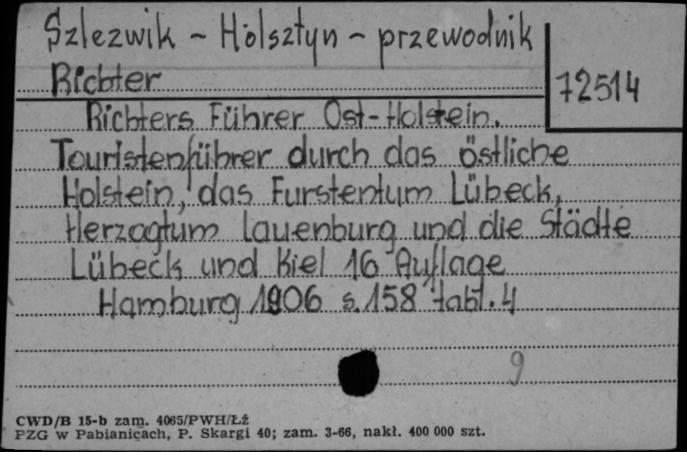 Szlezwik - Holsztyn - przewodnik
Richter
72514
Richters Führer Ost-Holstein.
Touristenführer durch das östliche
Holstein, das Furstentum Lübeck,
Herzogtum Lauenburg und die Städte
Lübeck und Kiel 16 Auflage
Hamburg 1906 s. 158 tabl. 4
9
CWD/B 15-b zam. 4065/PWH/Łź
PZG w Pabianicach, P. Skargi 40; zam. 3-66, nakł. 400 000 szt.